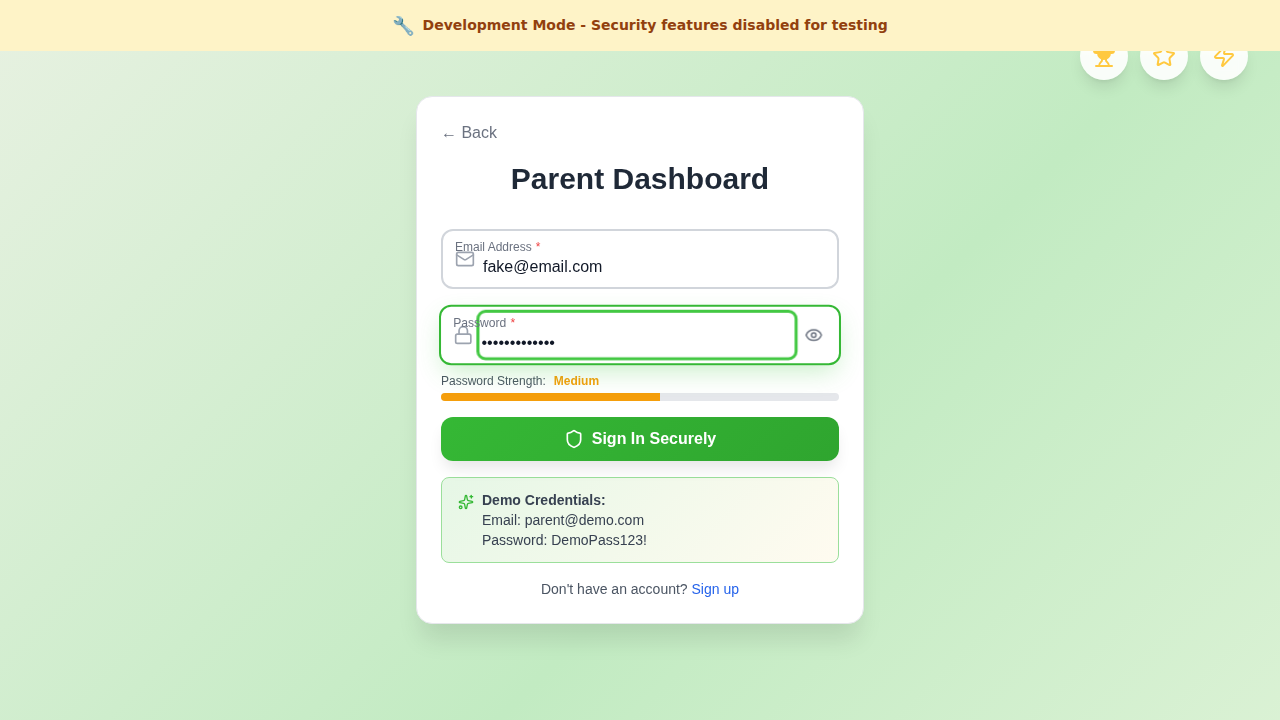 🔧 Development Mode - Security features disabled for testing
← Back
Parent Dashboard
Email Address *
fake@email.com
Password *
•••••••••••••
Password Strength: Medium
Sign In Securely
Demo Credentials:
Email: parent@demo.com
Password: DemoPass123!
Don't have an account? Sign up